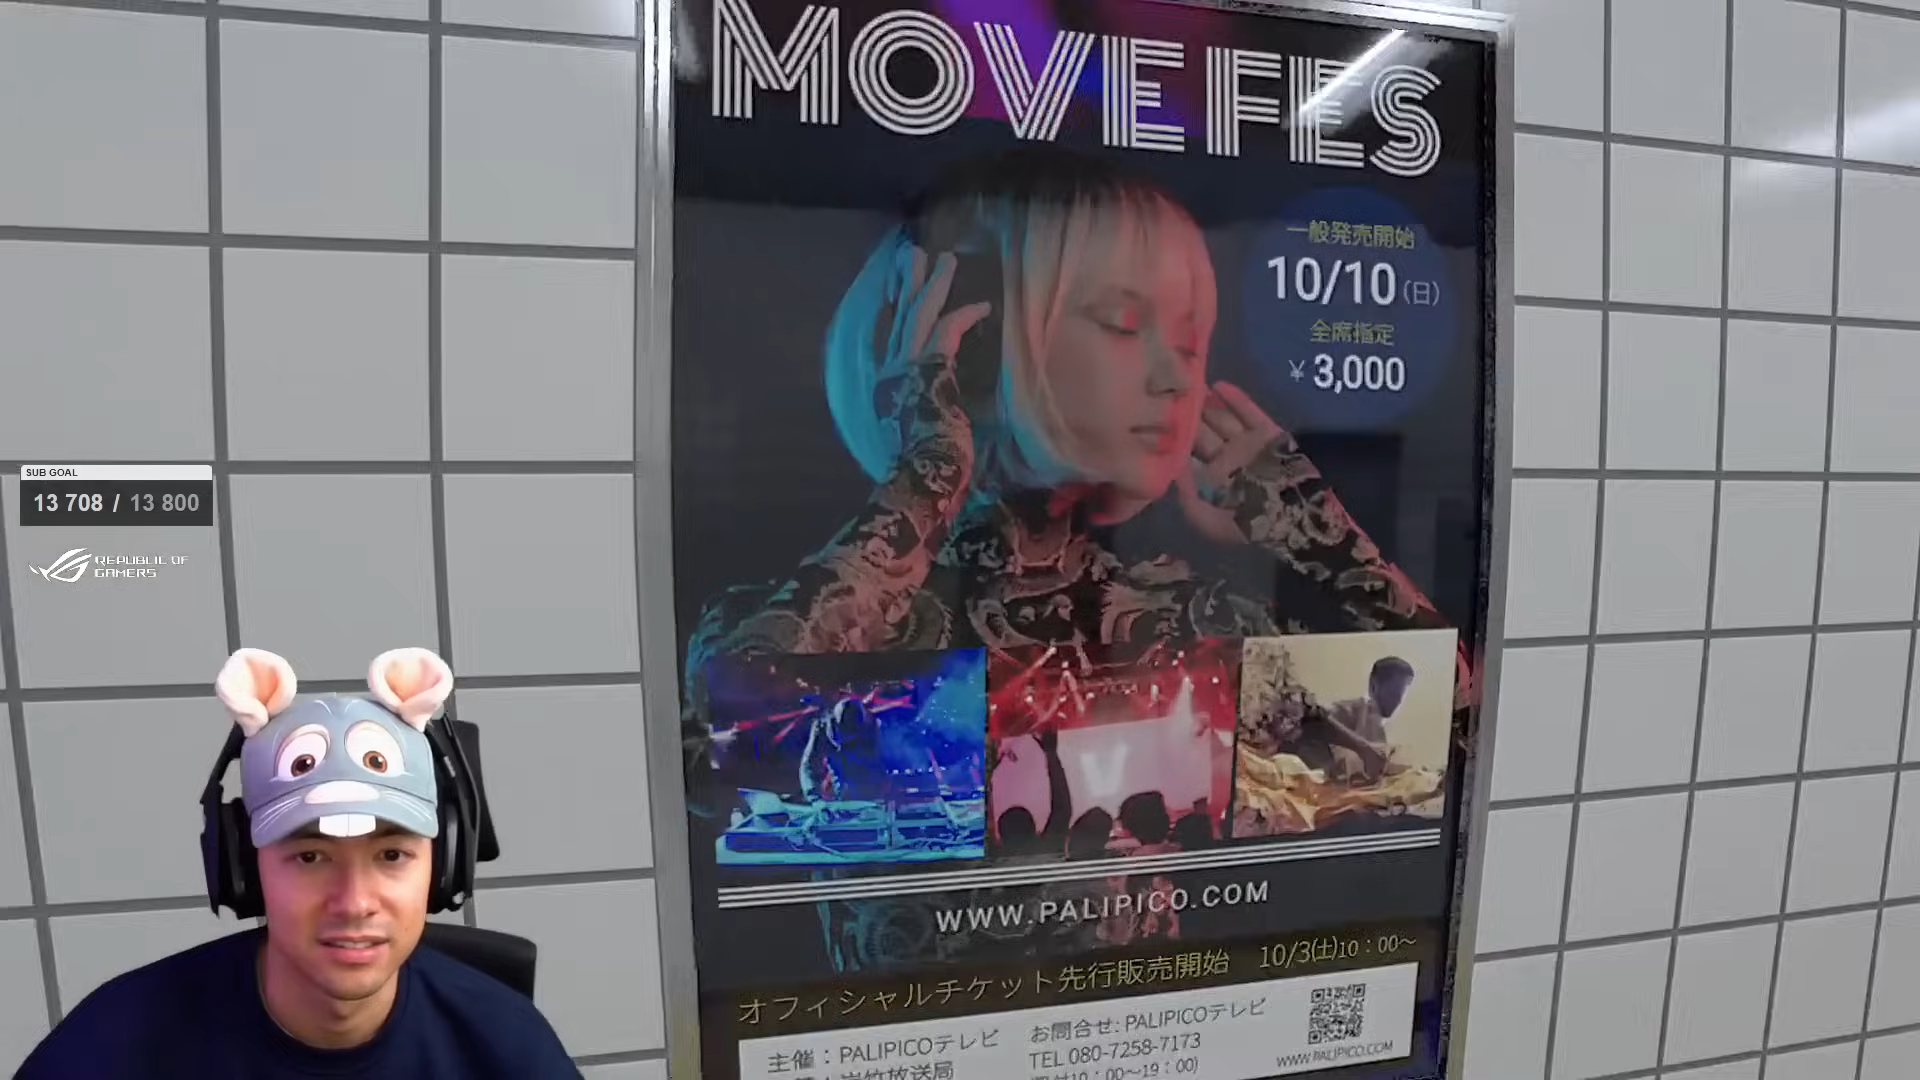 MOVE FES
一般発売開始
10/10(日)
全席指定
¥3,000
SUB GOAL
13 708 / 13 800
REPUBLIC OF
GAMERS
WWW.PALIPICO.COM
オフィシャルチケット先行販売開始 10/3(土)10:00~
主催:PALIPICOテレビ
お問合せ:PALIPICOテレビ
TEL 080-7258-7173
10:00~19:00)
WWW.PALIPICO.COM